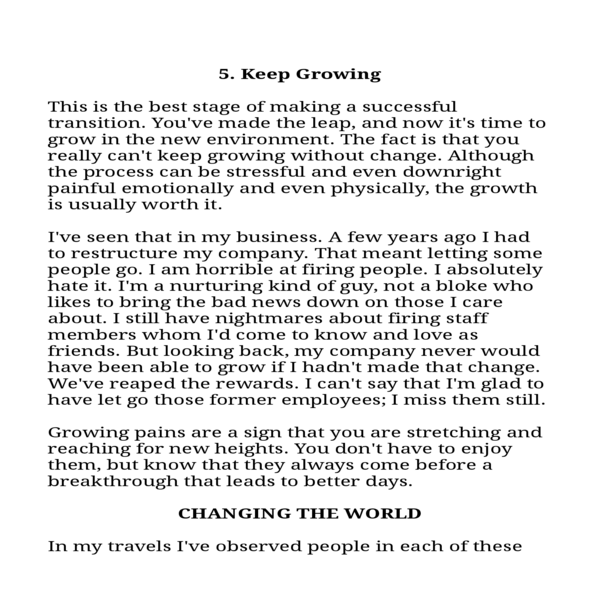 5. Keep Growing
This is the best stage of making a successful
transition. You've made the leap, and now it's time to
grow in the new environment. The fact is that you
really can't keep growing without change. Although
the process can be stressful and even downright
painful emotionally and even physically, the growth
is usually worth it.
I've seen that in my business. A few years ago I had
to restructure my company. That meant letting some
people go. I am horrible at firing people. I absolutely
hate it. I'm a nurturing kind of guy, not a bloke who
likes to bring the bad news down on those I care
about. I still have nightmares about firing staff
members whom I'd come to know and love as
friends. But looking back, my company never would
have been able to grow if I hadn't made that change.
We've reaped the rewards. I can't say that I'm glad to
have let go those former employees; I miss them still.
Growing pains are a sign that you are stretching and
reaching for new heights. You don't have to enjoy
them, but know that they always come before a
breakthrough that leads to better days.
CHANGING THE WORLD
In my travels I've observed people in each of these